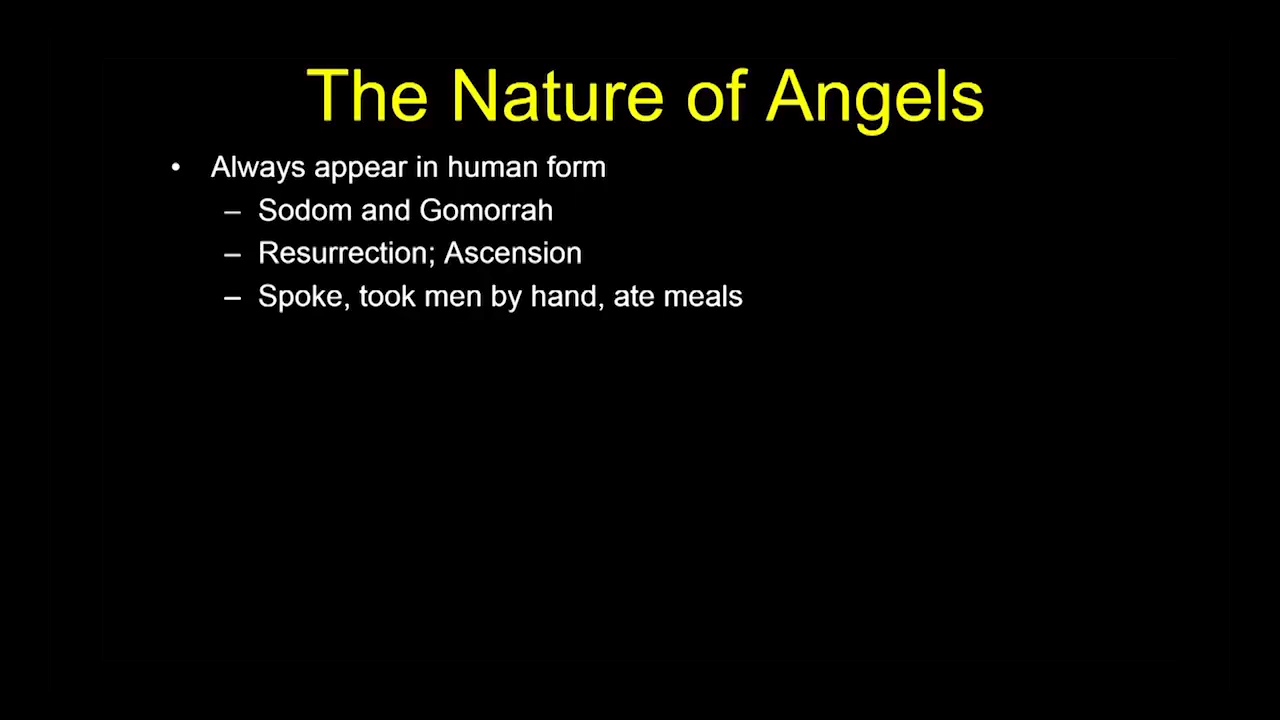 The Nature of Angels
• Always appear in human form
– Sodom and Gomorrah
– Resurrection; Ascension
– Spoke, took men by hand, ate meals